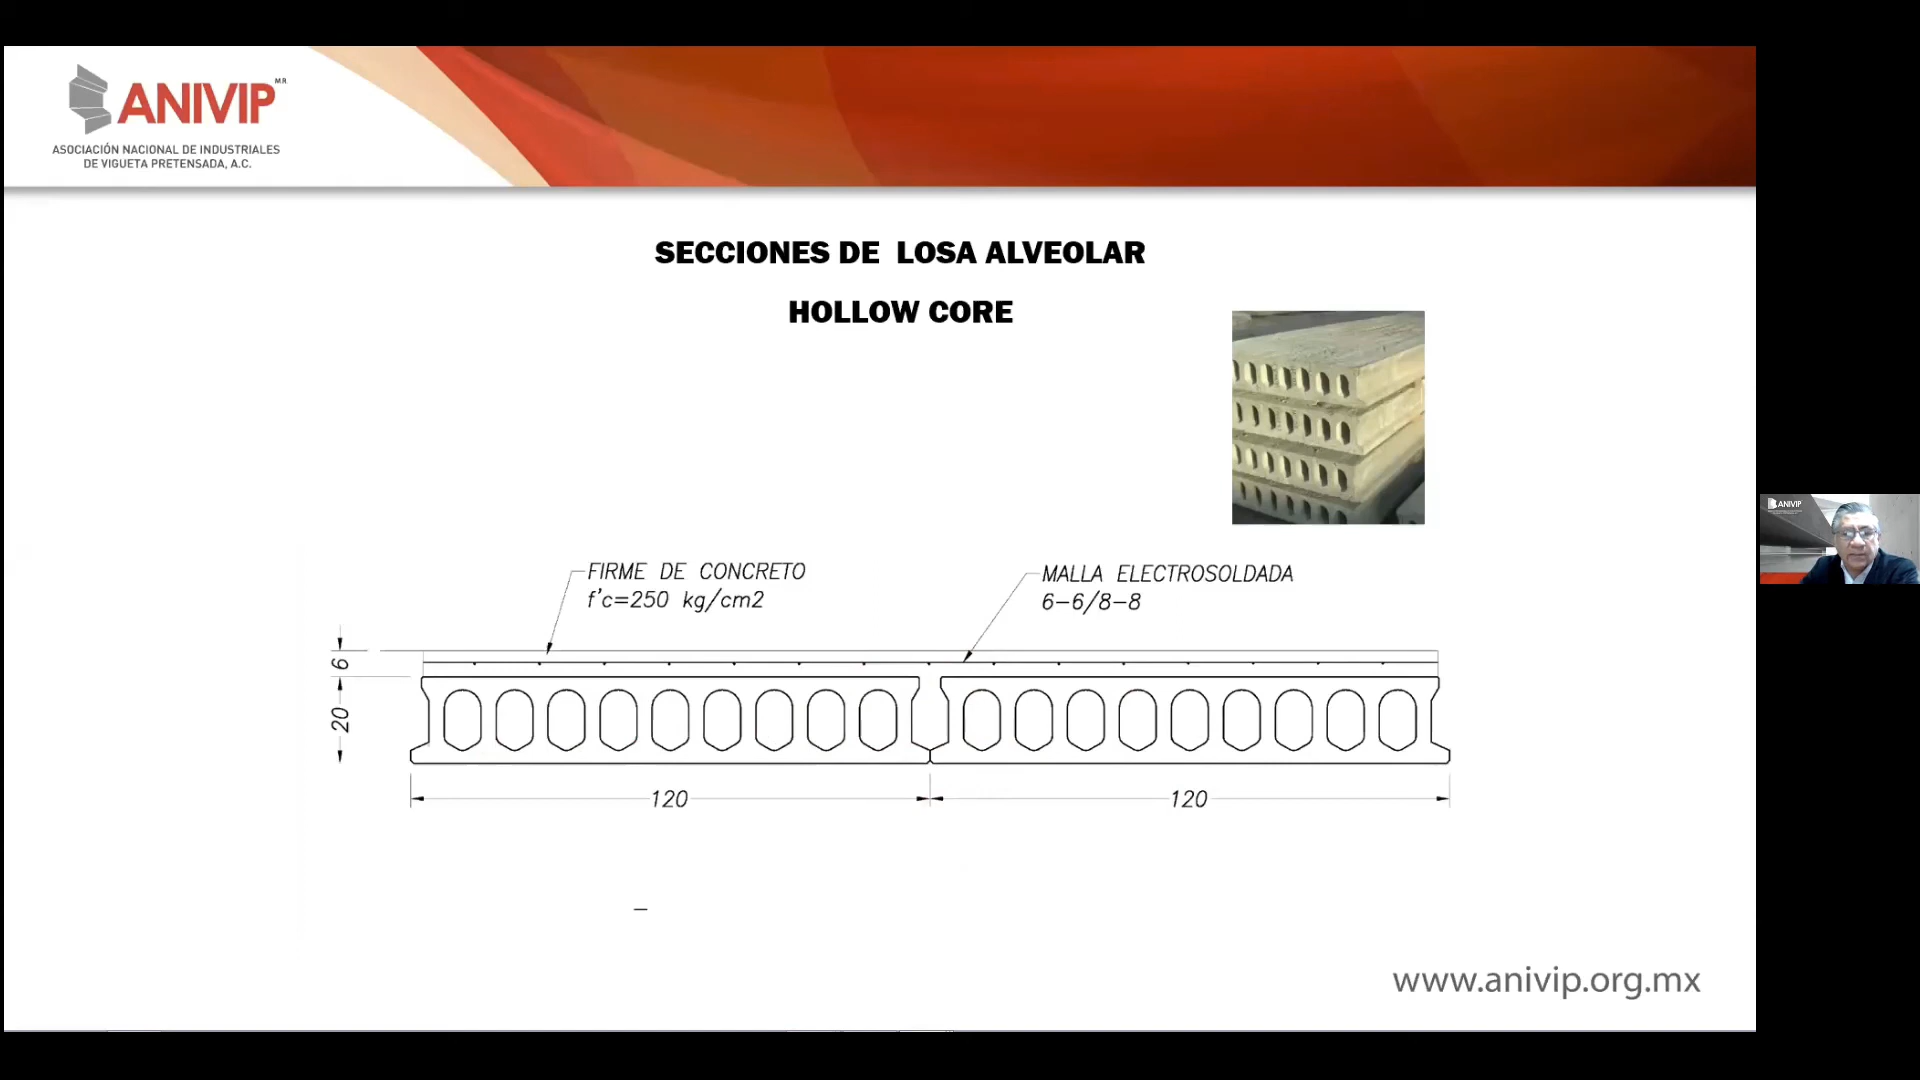 ANIVIP M.R.
ASOCIACIÓN NACIONAL DE INDUSTRIALES
DE VIGUETA PRETENSADA, A.C.
SECCIONES DE LOSA ALVEOLAR
HOLLOW CORE
FIRME DE CONCRETO
f'c=250 kg/cm2
MALLA ELECTROSOLDADA
6-6/8-8
6
20
120
120
www.anivip.org.mx
ANIVIP